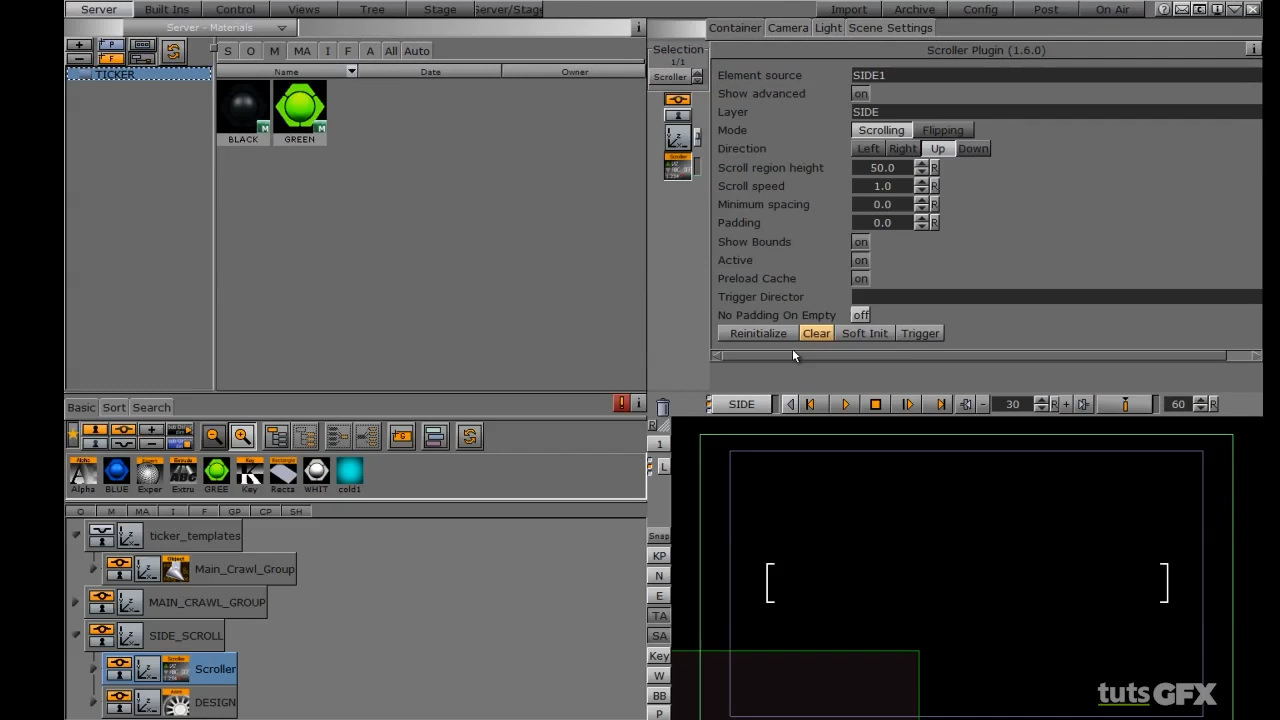 Server Built Ins Control Views Tree Stage Server/Stage Import Archive Config Post On Air
Server - Materials
Container Camera Light Scene Settings
Selection
1/1
Scroller
Scroller Plugin (1.6.0)
S O M MA I F A All Auto
Name Date Owner
TICKER
BLACK GREEN
Element source SIDE1
Show advanced on
Layer SIDE
Mode Scrolling Flipping
Direction Left Right Up Down
Scroll region height 50.0 R
Scroll speed 1.0 R
Minimum spacing 0.0 R
Padding 0.0 R
Show Bounds on
Active on
Preload Cache on
Trigger Director
No Padding On Empty off
Reinitialize Clear Soft Init Trigger
Basic Sort Search
SIDE 30 R 60 R
Alpha BLUE Exper Extru GREE Key Recta WHIT cold1
O M MA I F GP CP SH
ticker_templates
Main_Crawl_Group
MAIN_CRAWL_GROUP
SIDE_SCROLL
Scroller
DESIGN
R
1
L
Snap
KP
N
E
TA
SA
Key
W
BB
P
[ ]
tutsGFX